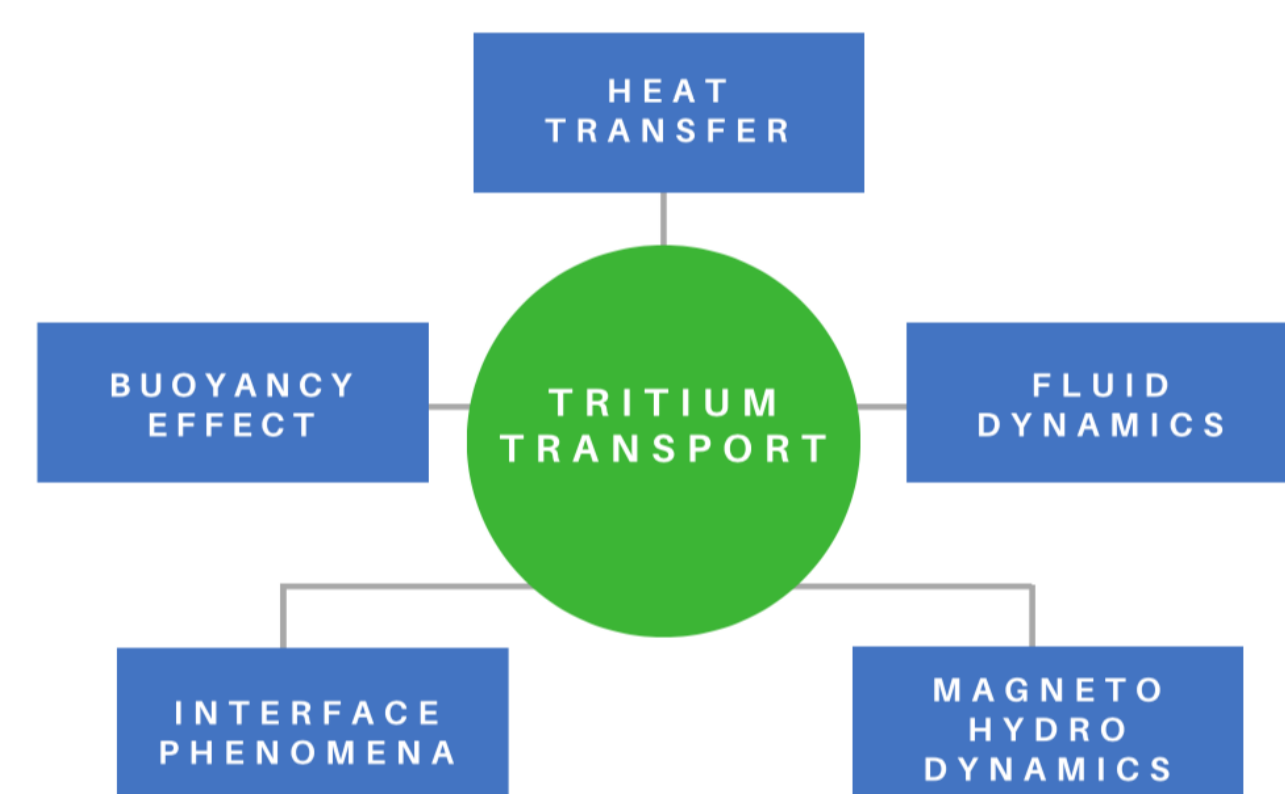 HEAT
TRANSFER
BUOYANCY
EFFECT
TRITIUM
TRANSPORT
FLUID
DYNAMICS
INTERFACE
PHENOMENA
MAGNETO
HYDRO
DYNAMICS